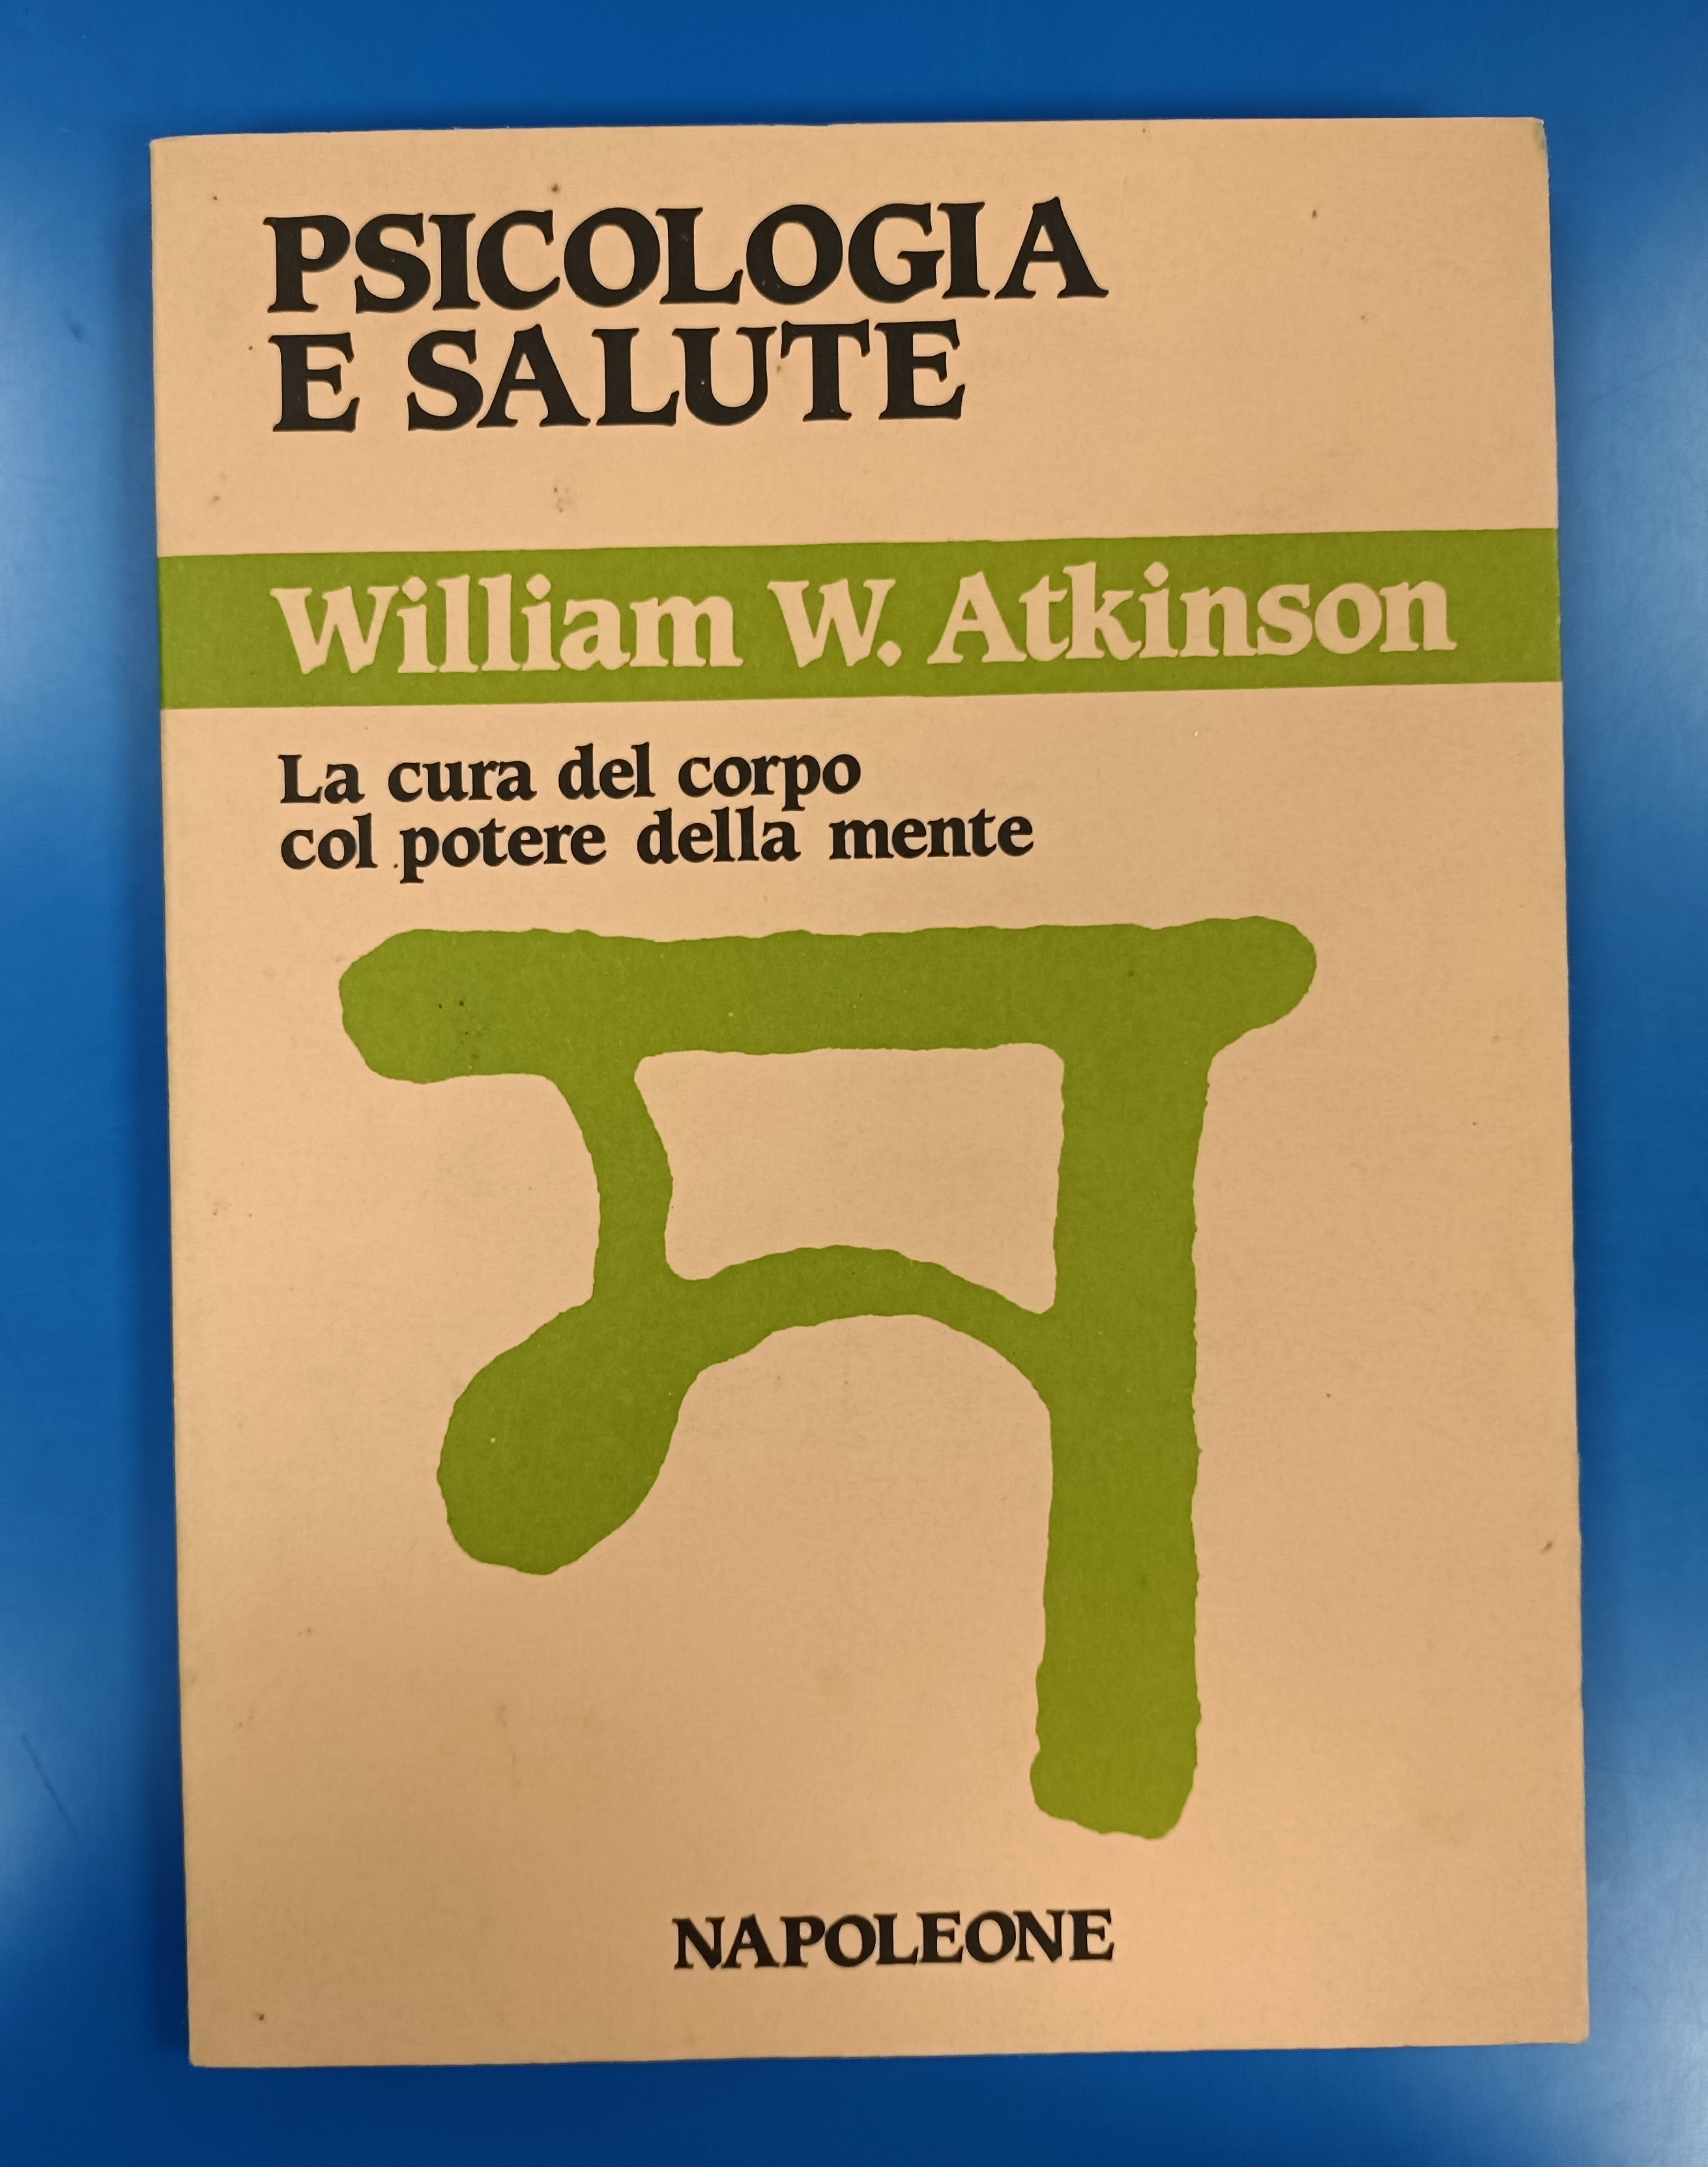 PSICOLOGIA
E SALUTE
William W. Atkinson
La cura del corpo
col potere della mente
NAPOLEONE